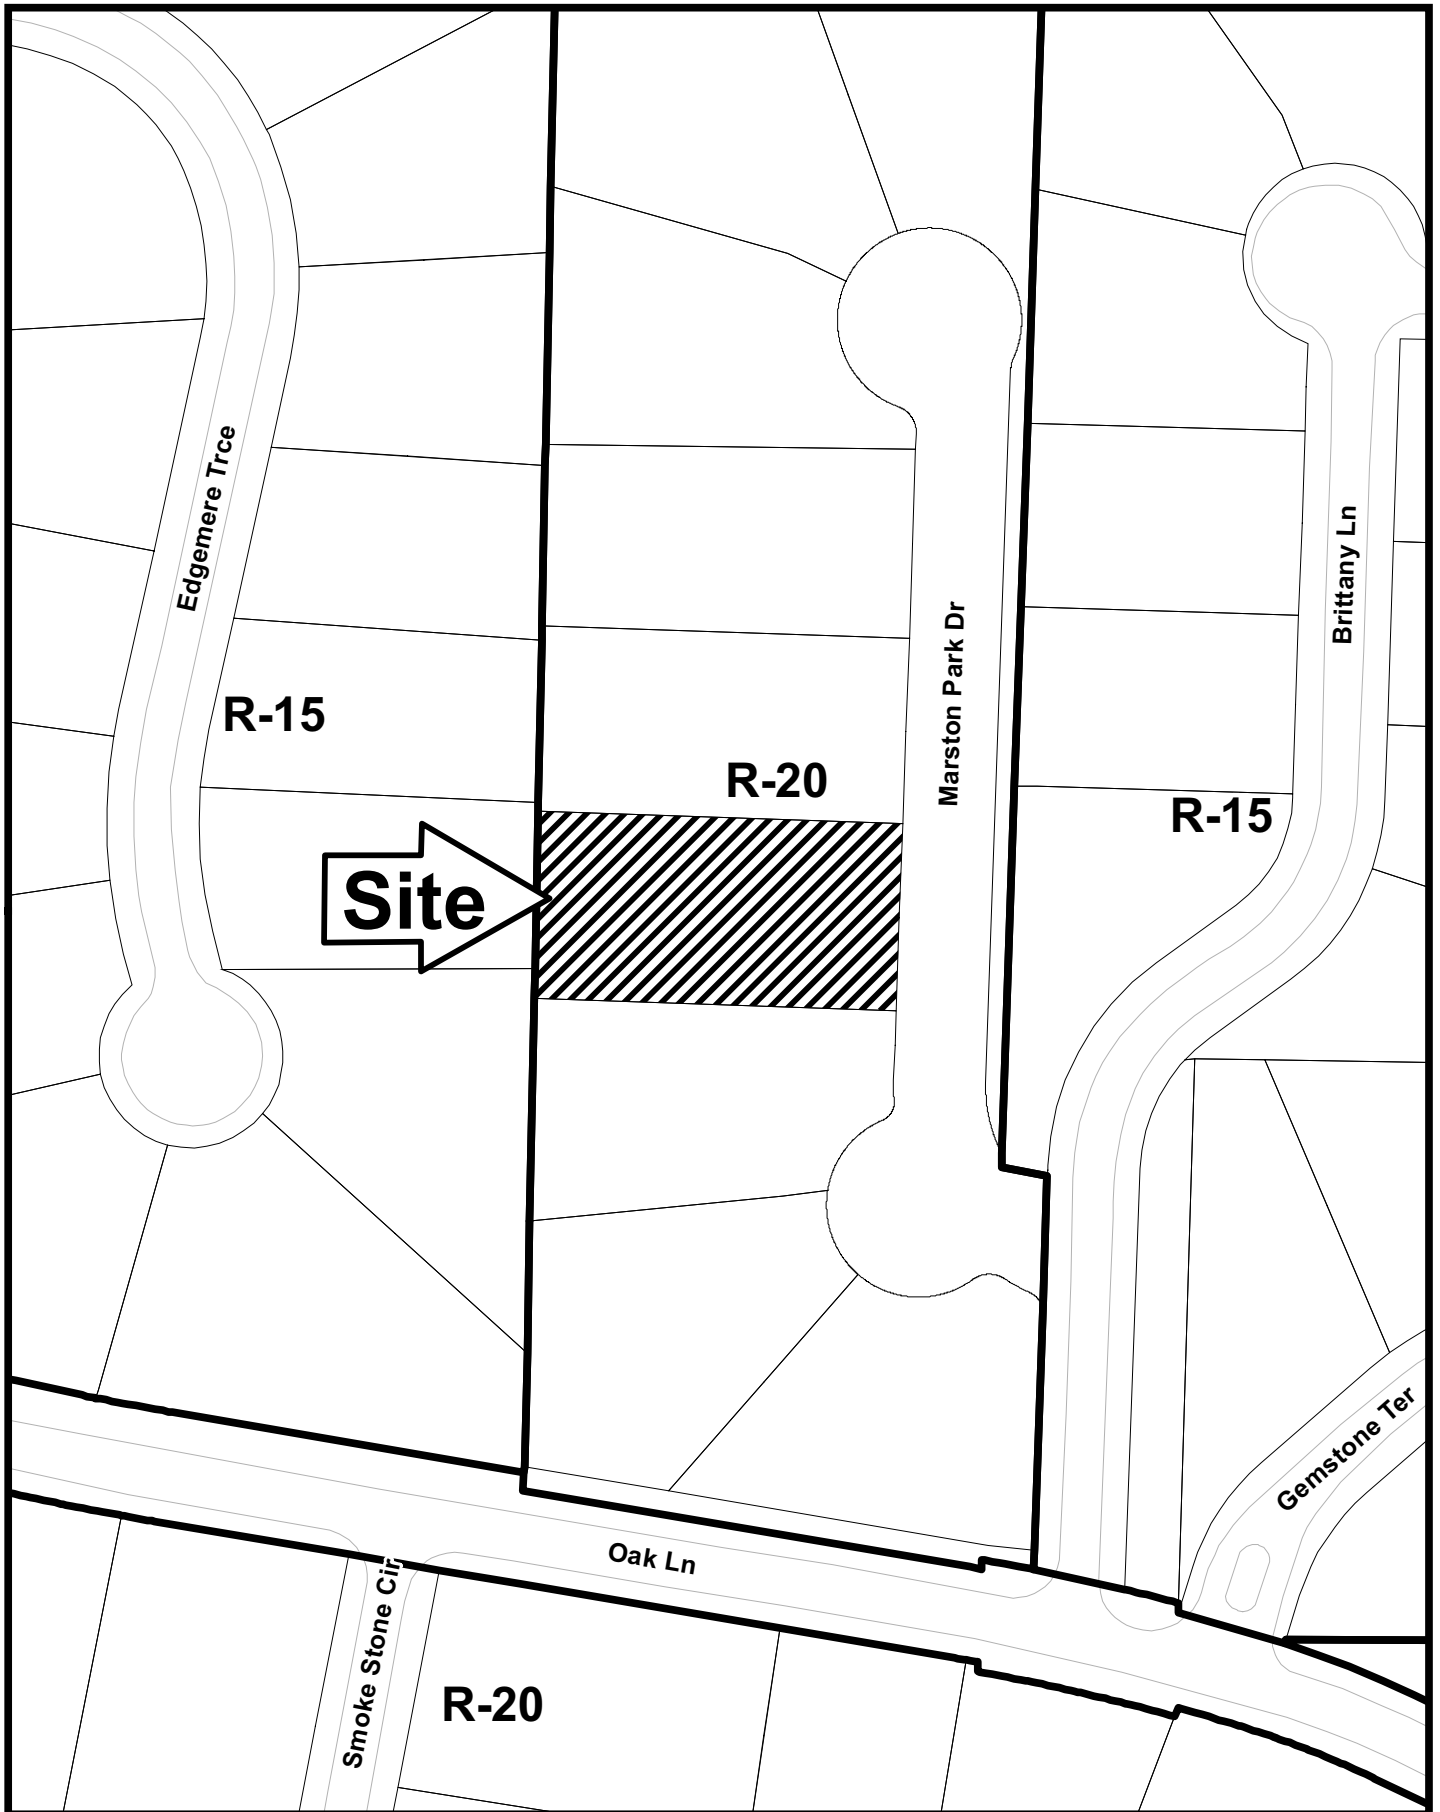 Edgemere Trce
Brittany Ln
Marston Park Dr
R-15
R-20
R-15
Site
Gemstone Ter
Oak Ln
Smoke Stone Cir
R-20